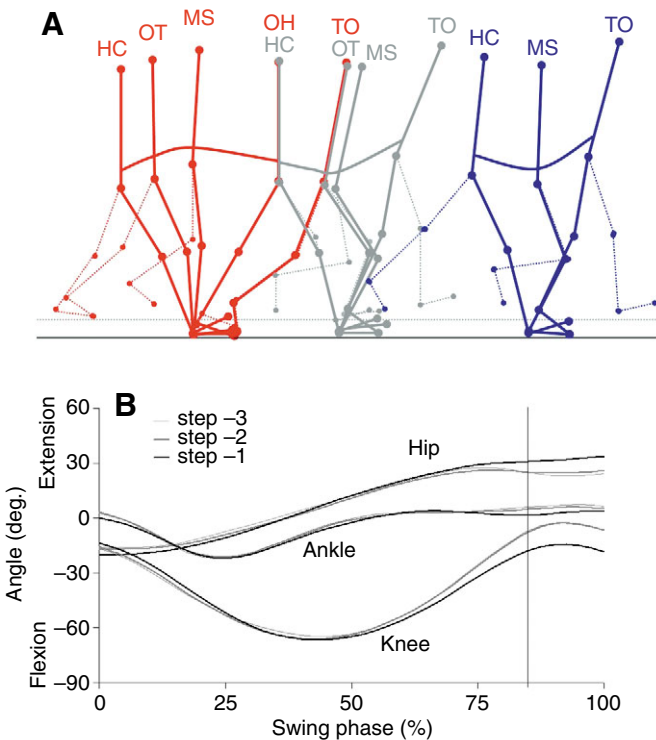 A
HC OT MS OH TO TO HC MS TO
HC OT MS
B
60
30
0
−30
−60
−90
Extension
Flexion
Angle (deg.)
step −3
step −2
step −1
Hip
Ankle
Knee
0 25 50 75 100
Swing phase (%)